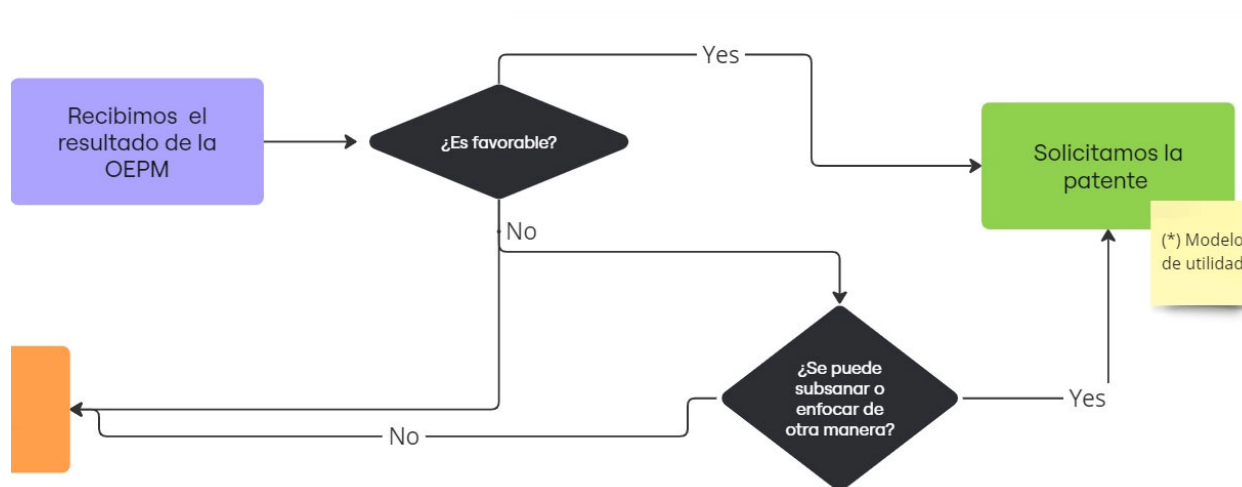 Yes
Recibimos el
resultado de la
OEPM
¿Es favorable?
Solicitamos la
patente
No
(*) Modelo
de utilidad
¿Se puede
subsanar o
enfocar de
otra manera?
Yes
No